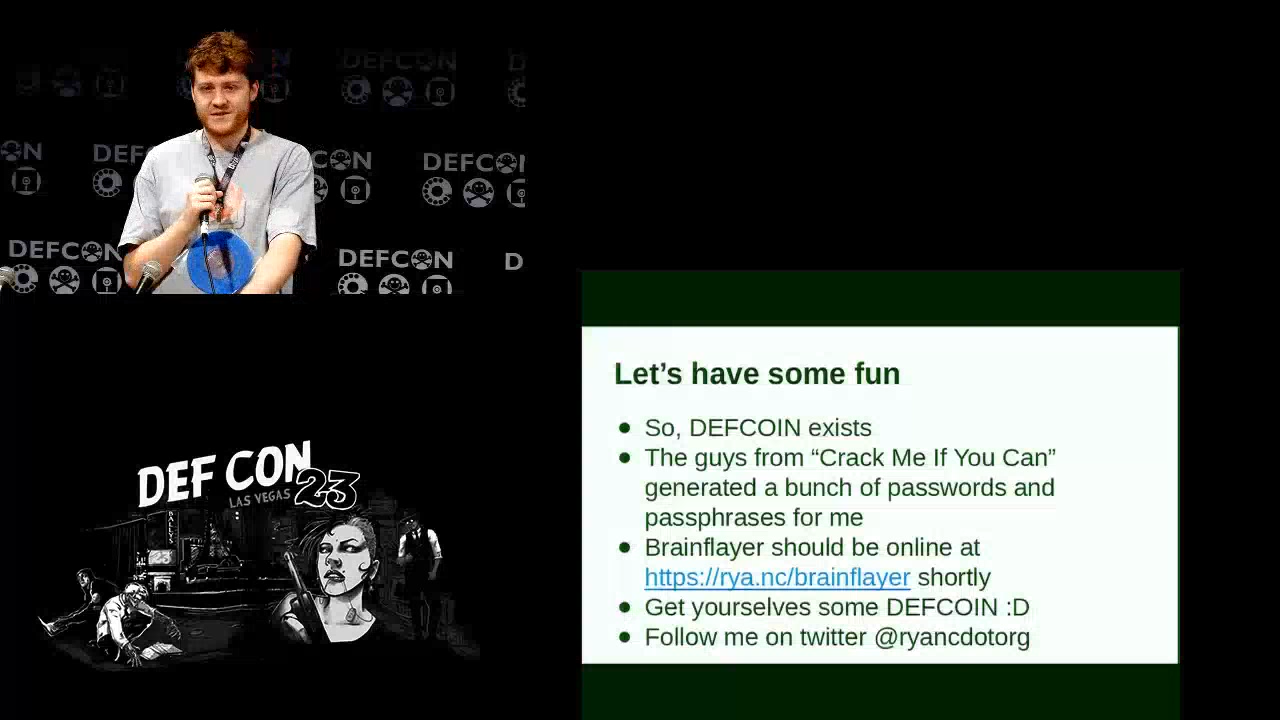 DEFCON
DEFCON
DEF
DEFCON
DEFCON
DEFCON
D
DEF CON 23
LAS VEGAS
BALLYS
Let’s have some fun
● So, DEFCOIN exists
● The guys from “Crack Me If You Can”
generated a bunch of passwords and
passphrases for me
● Brainflayer should be online at
https://rya.nc/brainflayer shortly
● Get yourselves some DEFCOIN :D
● Follow me on twitter @ryancdotorg